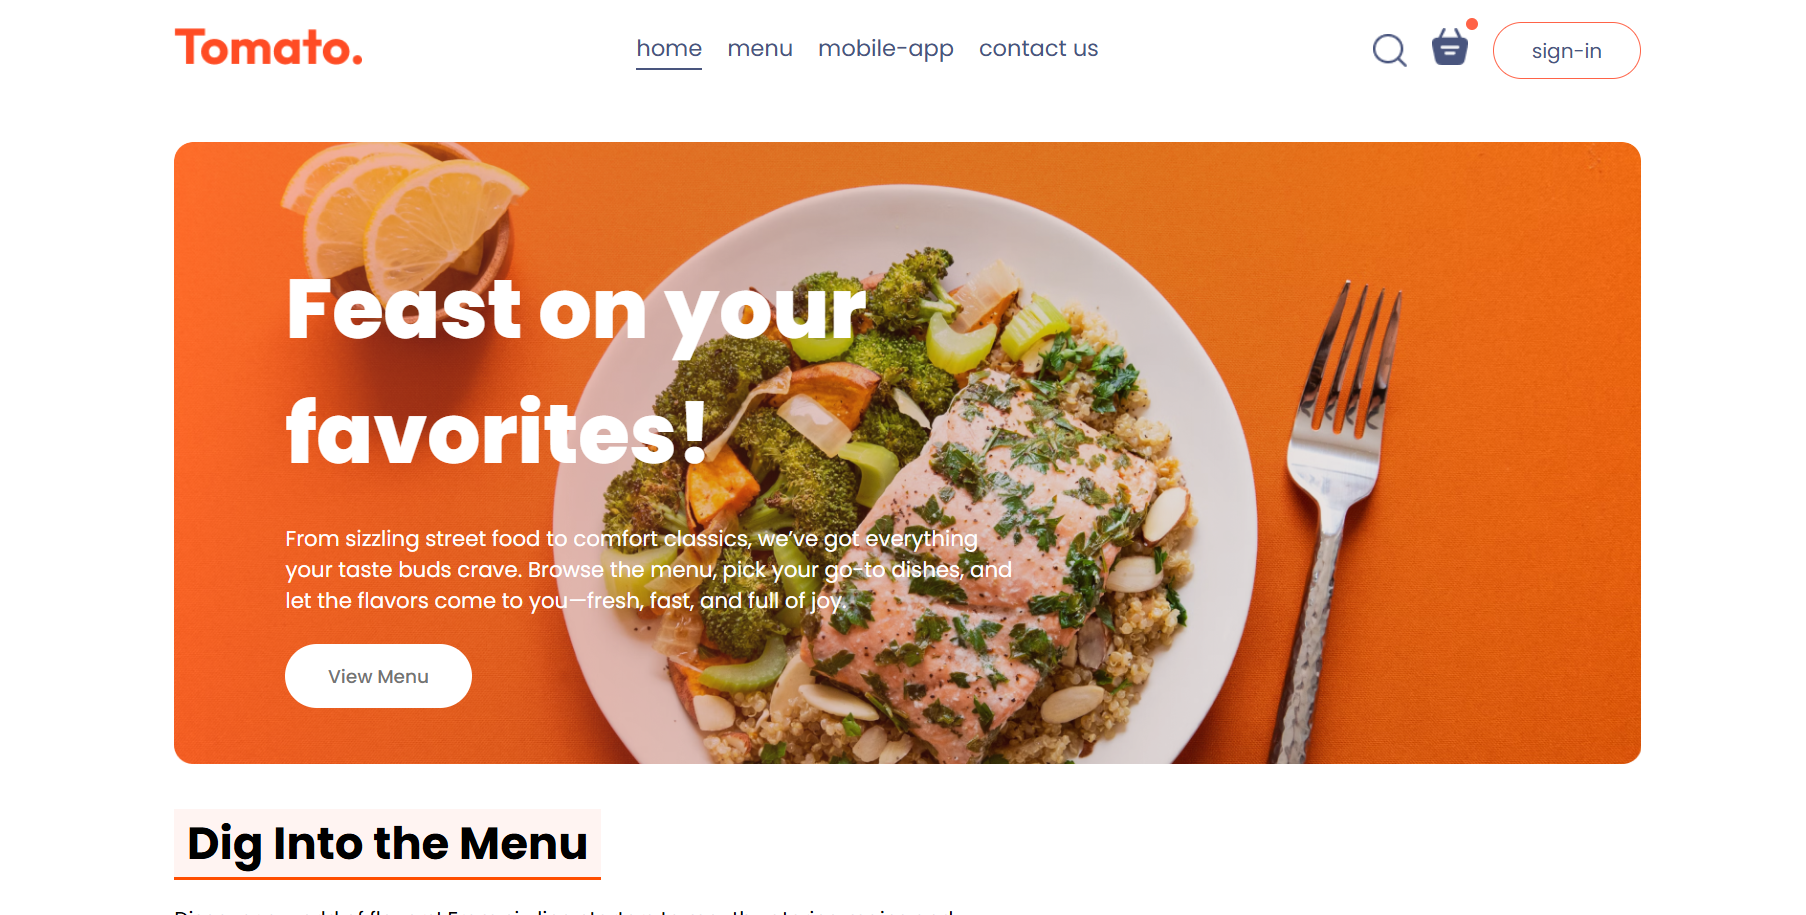 Tomato.
home menu mobile-app contact us
sign-in
Feast on your
favorites!
From sizzling street food to comfort classics, we’ve got everything
your taste buds crave. Browse the menu, pick your go-to dishes, and
let the flavors come to you—fresh, fast, and full of joy.
View Menu
Dig Into the Menu